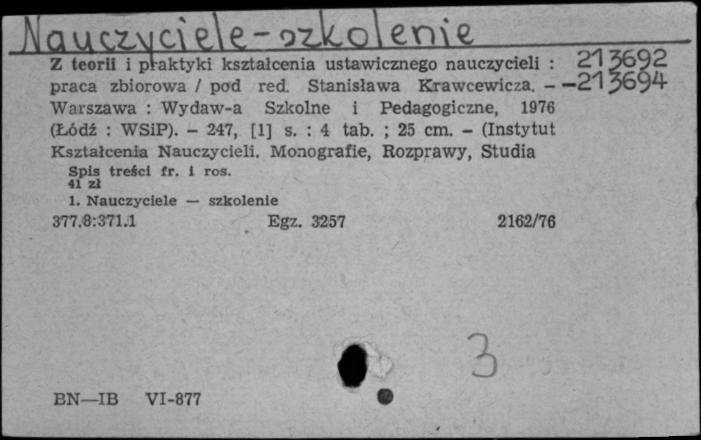 Nauczyciele-szkolenie
Z teorii i praktyki kształcenia ustawicznego nauczycieli : 213692
praca zbiorowa / pod red. Stanisława Krawcewicza. – -213694
Warszawa : Wydaw-a Szkolne i Pedagogiczne, 1976
(Łódź : WSiP). – 247, [1] s. : 4 tab. ; 25 cm. – (Instytut
Kształcenia Nauczycieli. Monografie, Rozprawy, Studia
Spis treści fr. i ros.
41 zł
1. Nauczyciele — szkolenie
377.8:371.1 Egz. 3257 2162/76
3
BN—IB VI-877